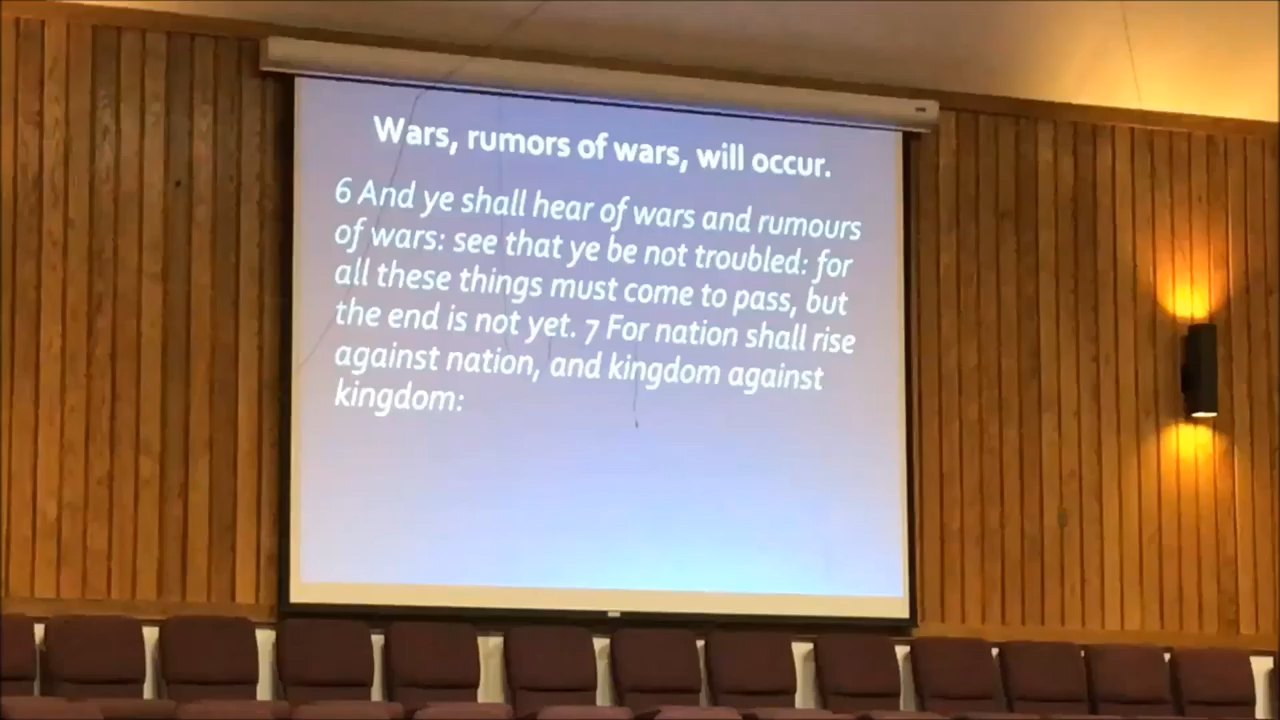 Wars, rumors of wars, will occur.
6 And ye shall hear of wars and rumours
of wars: see that ye be not troubled: for
all these things must come to pass, but
the end is not yet. 7 For nation shall rise
against nation, and kingdom against
kingdom: